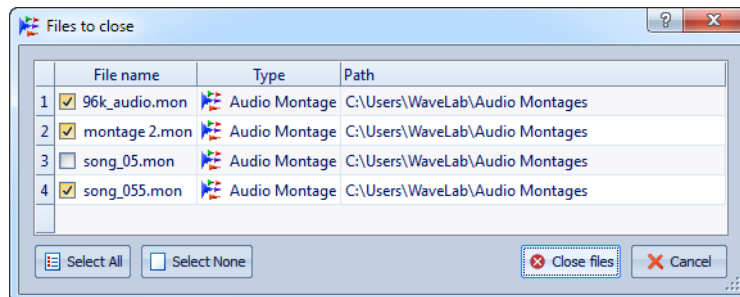 Files to close
File name Type Path
1 96k_audio.mon Audio Montage C:\Users\WaveLab\Audio Montages
2 montage 2.mon Audio Montage C:\Users\WaveLab\Audio Montages
3 song_05.mon Audio Montage C:\Users\WaveLab\Audio Montages
4 song_055.mon Audio Montage C:\Users\WaveLab\Audio Montages
Select All Select None Close files Cancel